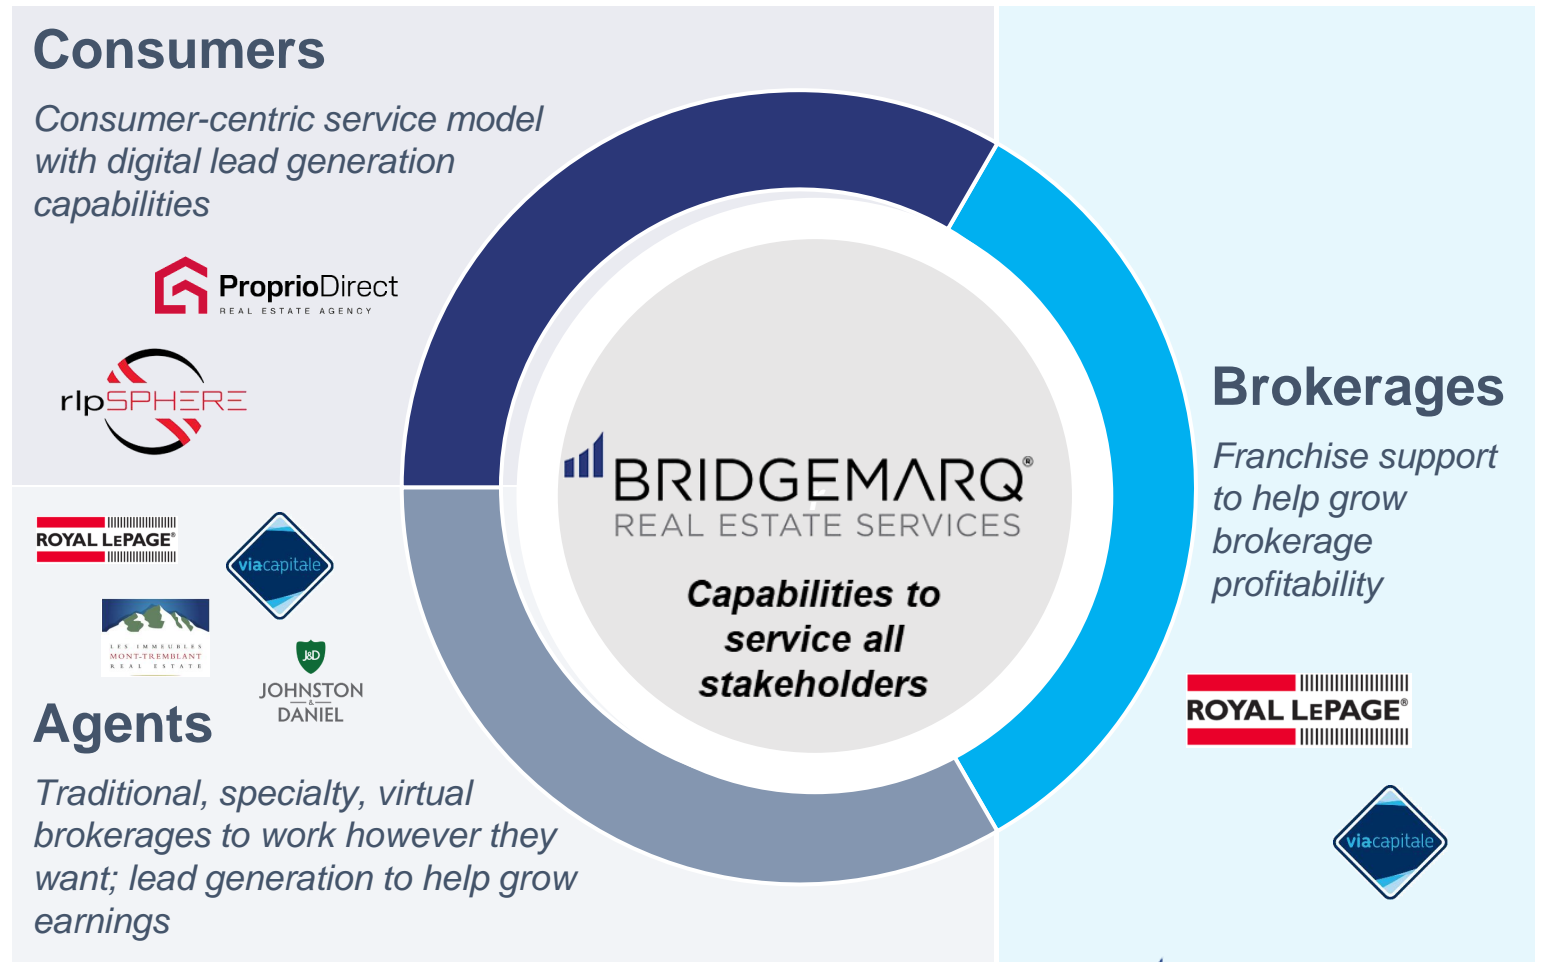 Consumers
Consumer-centric service model
with digital lead generation
capabilities
ProprioDirect
REAL ESTATE AGENCY
rlpSPHERE
ROYAL LEPAGE®
viacapitale
LES IMMEUBLES
MONT-TREMBLANT
REAL ESTATE
J&D
JOHNSTON
&
DANIEL
Agents
Traditional, specialty, virtual
brokerages to work however they
want; lead generation to help grow
earnings
BRIDGEMARQ®
REAL ESTATE SERVICES
Capabilities to
service all
stakeholders
Brokerages
Franchise support
to help grow
brokerage
profitability
ROYAL LEPAGE®
viacapitale